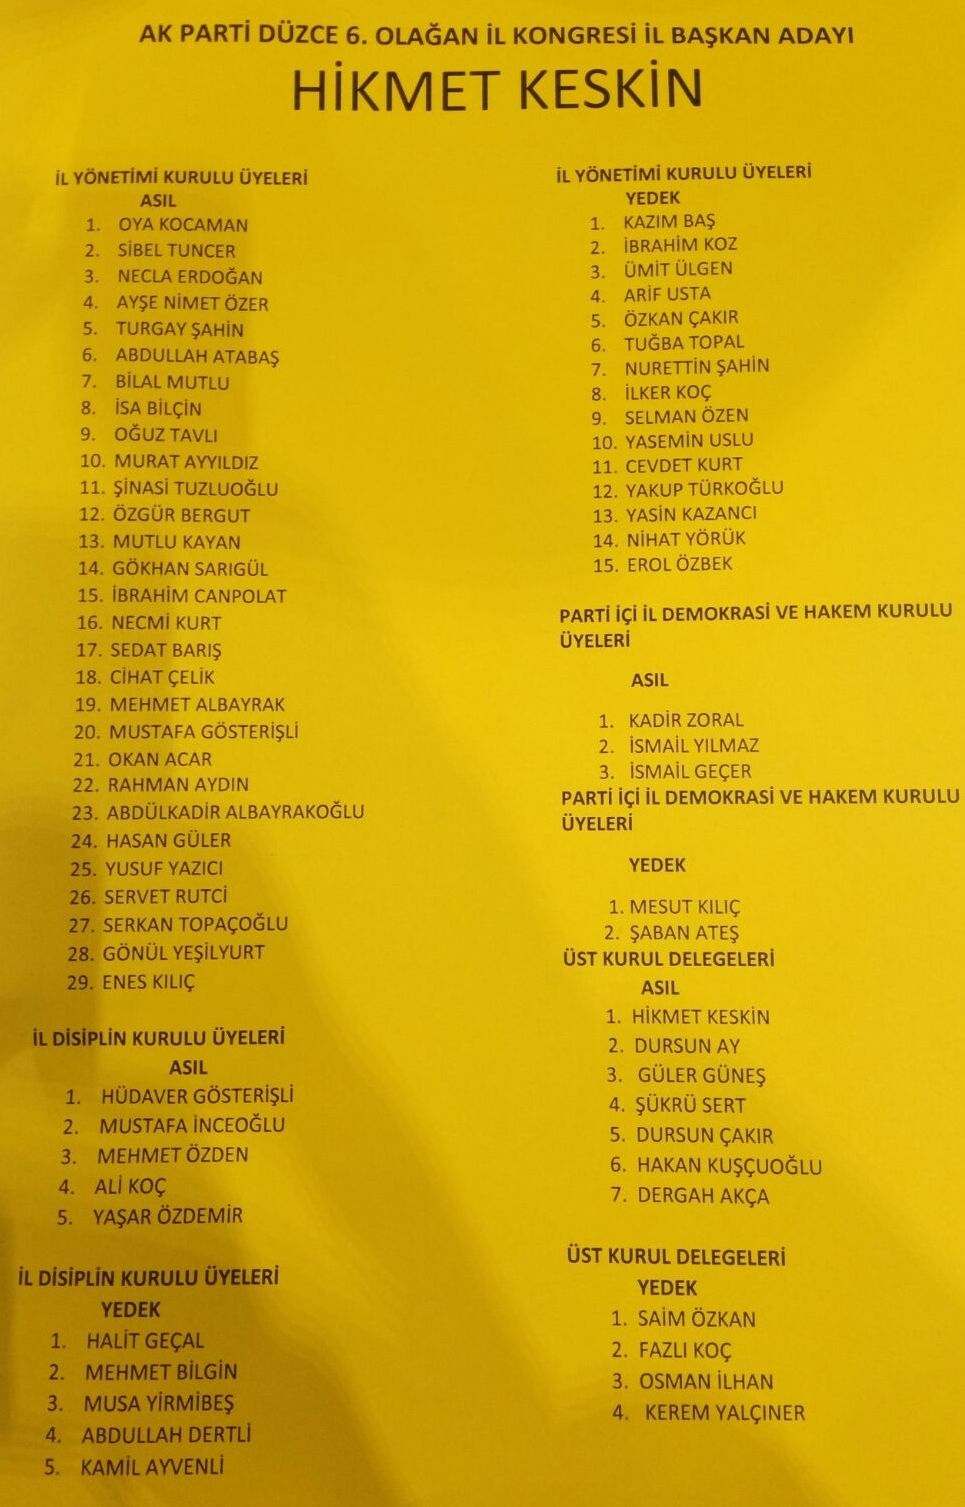 AK PARTİ DÜZCE 6. OLAĞAN İL KONGRESİ İL BAŞKAN ADAYI
HİKMET KESKİN
İL YÖNETİMİ KURULU ÜYELERİ
ASIL
1. OYA KOCAMAN
2. SİBEL TUNCER
3. NECLA ERDOĞAN
4. AYŞE NİMET ÖZER
5. TURGAY ŞAHİN
6. ABDULLAH ATABAŞ
7. BİLAL MUTLU
8. İSA BİLÇİN
9. OĞUZ TAVLI
10. MURAT AYYILDIZ
11. ŞİNASİ TUZLUOĞLU
12. ÖZGÜR BERGUT
13. MUTLU KAYAN
14. GÖKHAN SARIGÜL
15. İBRAHİM CANPOLAT
16. NECMİ KURT
17. SEDAT BARIŞ
18. CİHAT ÇELİK
19. MEHMET ALBAYRAK
20. MUSTAFA GÖSTERİŞLİ
21. OKAN ACAR
22. RAHMAN AYDIN
23. ABDÜLKADİR ALBAYRAKOĞLU
24. HASAN GÜLER
25. YUSUF YAZICI
26. SERVET RUTCİ
27. SERKAN TOPAÇOĞLU
28. GÖNÜL YEŞİLYURT
29. ENES KILIÇ
İL DİSİPLİN KURULU ÜYELERİ
ASIL
1. HÜDAVER GÖSTERİŞLİ
2. MUSTAFA İNCEOĞLU
3. MEHMET ÖZDEN
4. ALİ KOÇ
5. YAŞAR ÖZDEMİR
İL DİSİPLİN KURULU ÜYELERİ
YEDEK
1. HALİT GEÇAL
2. MEHMET BİLGİN
3. MUSA YİRMİBEŞ
4. ABDULLAH DERTLİ
5. KAMİL AYVENLİ
İL YÖNETİMİ KURULU ÜYELERİ
YEDEK
1. KAZIM BAŞ
2. İBRAHİM KOZ
3. ÜMİT ÜLGEN
4. ARİF USTA
5. ÖZKAN ÇAKIR
6. TUĞBA TOPAL
7. NURETTİN ŞAHİN
8. İLKER KOÇ
9. SELMAN ÖZEN
10. YASEMİN USLU
11. CEVDET KURT
12. YAKUP TÜRKOĞLU
13. YASİN KAZANCI
14. NİHAT YÖRÜK
15. EROL ÖZBEK
PARTİ İÇİ İL DEMOKRASİ VE HAKEM KURULU
ÜYELERİ
ASIL
1. KADİR ZORAL
2. İSMAİL YILMAZ
3. İSMAİL GEÇER
PARTİ İÇİ İL DEMOKRASİ VE HAKEM KURULU
ÜYELERİ
YEDEK
1. MESUT KILIÇ
2. ŞABAN ATEŞ
ÜST KURUL DELEGELERİ
ASIL
1. HİKMET KESKİN
2. DURSUN AY
3. GÜLER GÜNEŞ
4. ŞÜKRÜ SERT
5. DURSUN ÇAKIR
6. HAKAN KUŞÇUOĞLU
7. DERGAH AKÇA
ÜST KURUL DELEGELERİ
YEDEK
1. SAİM ÖZKAN
2. FAZLI KOÇ
3. OSMAN İLHAN
4. KEREM YALÇINER